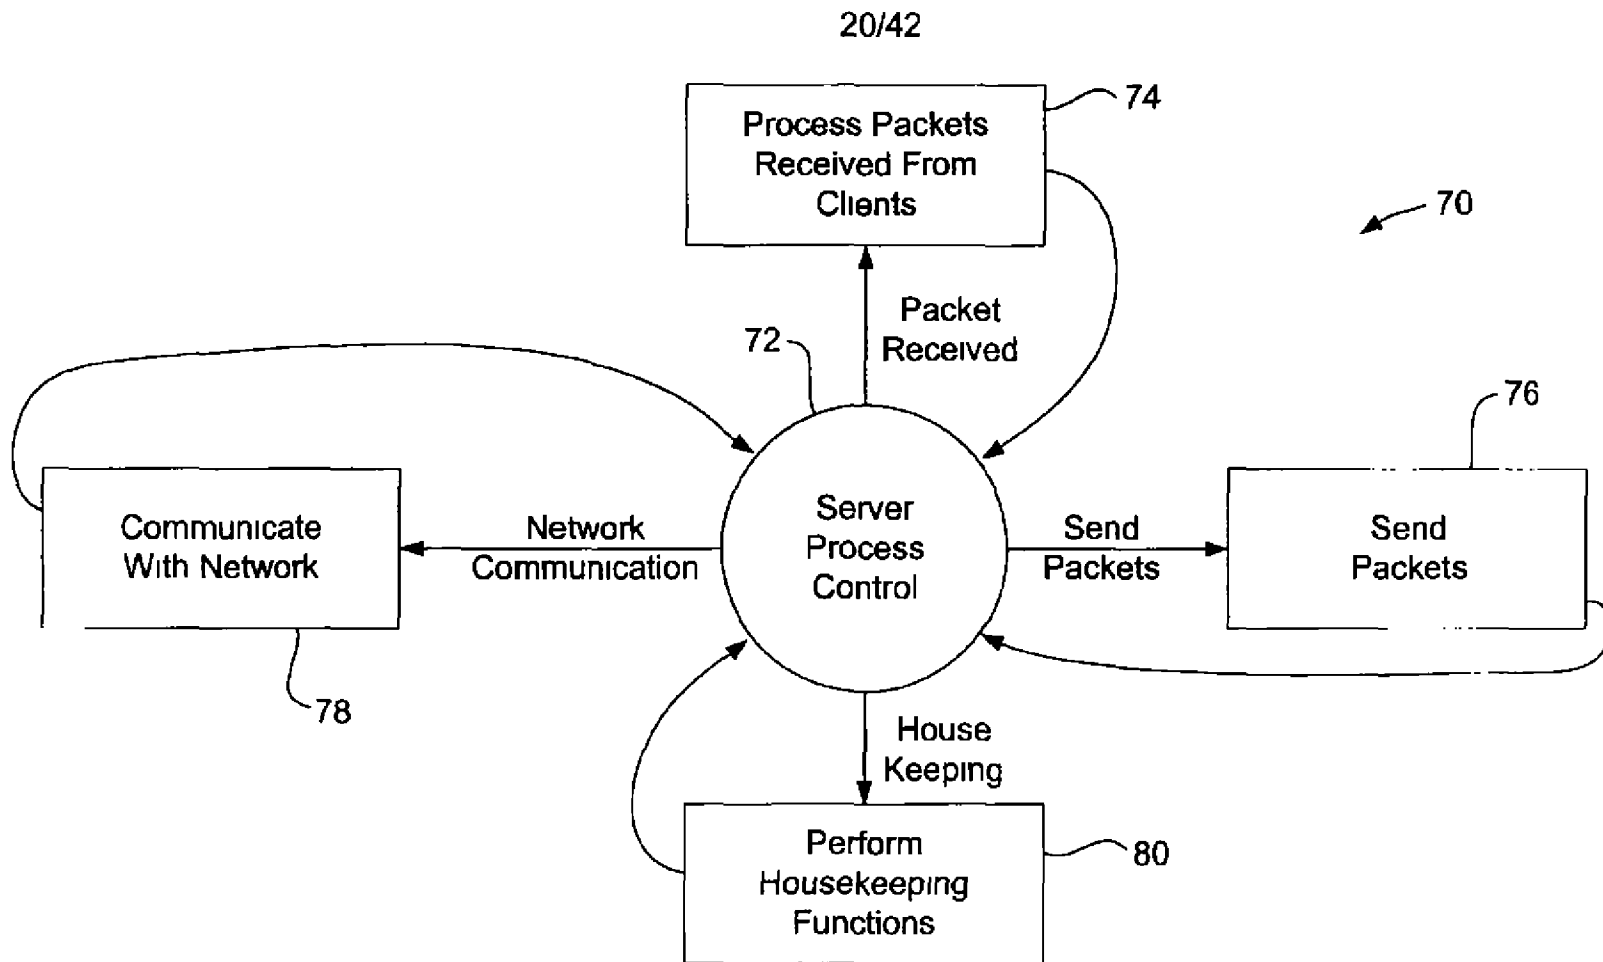 20/42
Process Packets
Received From
Clients
74
70
Packet
Received
72
76
Communicate
With Network
Network
Communication
Server
Process
Control
Send
Packets
Send
Packets
78
House
Keeping
Perform
Housekeeping
Functions
80